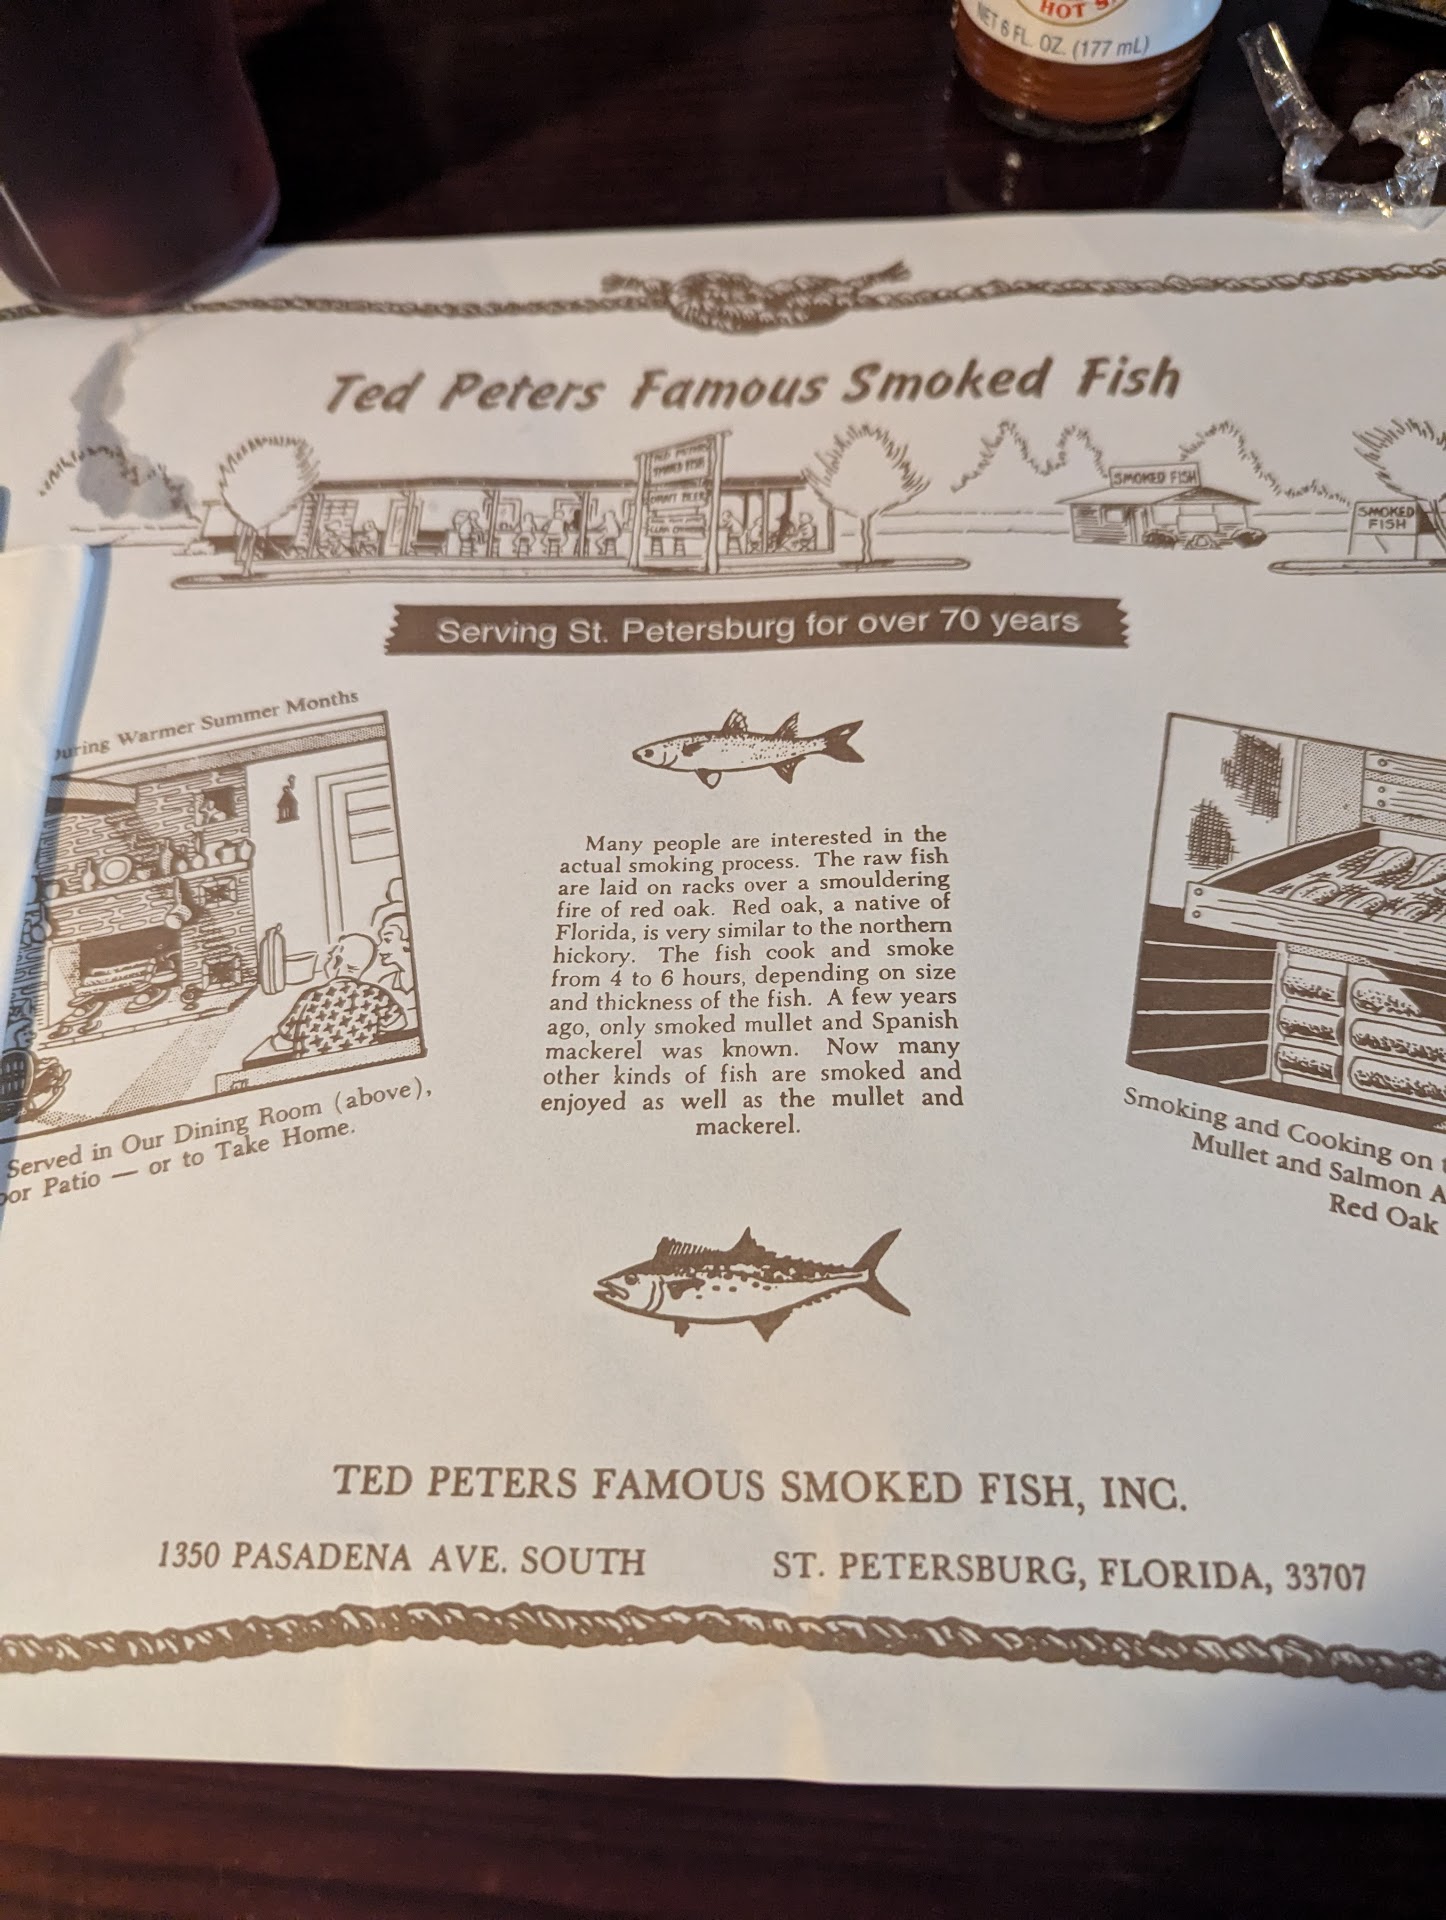 HOT
NET 6 FL. OZ. (177 mL)
Ted Peters Famous Smoked Fish
TED PETERS
SMOKED FISH
DRAFT BEER
SMOKED FISH
SMOKED
FISH
Serving St. Petersburg for over 70 years
During Warmer Summer Months
Many people are interested in the
actual smoking process. The raw fish
are laid on racks over a smouldering
fire of red oak. Red oak, a native of
Florida, is very similar to the northern
hickory. The fish cook and smoke
from 4 to 6 hours, depending on size
and thickness of the fish. A few years
ago, only smoked mullet and Spanish
mackerel was known. Now many
other kinds of fish are smoked and
enjoyed as well as the mullet and
mackerel.
Served in Our Dining Room (above),
Patio — or to Take Home.
Smoking and Cooking on
Mullet and Salmon
Red Oak
TED PETERS FAMOUS SMOKED FISH, INC.
1350 PASADENA AVE. SOUTH ST. PETERSBURG, FLORIDA, 33707